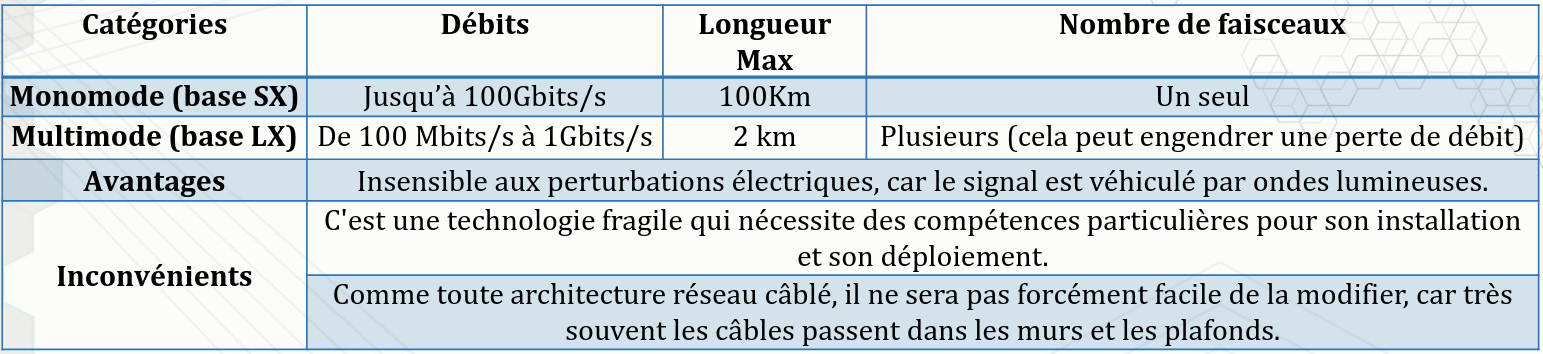 Catégories Débits Longueur Max Nombre de faisceaux
Monomode (base SX) Jusqu’à 100Gbits/s 100Km Un seul
Multimode (base LX) De 100 Mbits/s à 1Gbits/s 2 km Plusieurs (cela peut engendrer une perte de débit)
Avantages Insensible aux perturbations électriques, car le signal est véhiculé par ondes lumineuses.
Inconvénients
C'est une technologie fragile qui nécessite des compétences particulières pour son installation
et son déploiement.
Comme toute architecture réseau câblé, il ne sera pas forcément facile de la modifier, car très
souvent les câbles passent dans les murs et les plafonds.